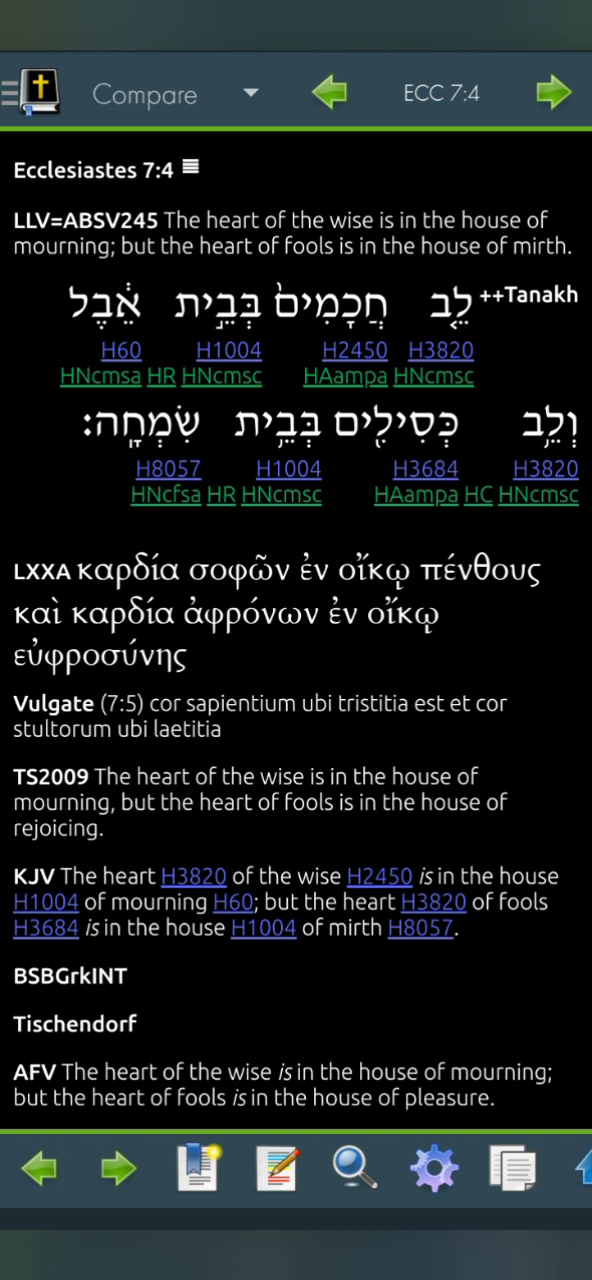 Compare
ECC 7:4
Ecclesiastes 7:4
LLV=ABSV245 The heart of the wise is in the house of
mourning; but the heart of fools is in the house of mirth.
++Tanakh לֵ֤ב חֲכָמִים֙ בְּבֵ֣ית אֵ֔בֶל
H60 H1004 H2450 H3820
HNcmsa HR HNcmsc HAampa HNcmsc
וְלֵ֥ב כְּסִילִ֖ים בְּבֵ֥ית שִׂמְחָֽה׃
H8057 H1004 H3684 H3820
HNcfsa HR HNcmsc HAampa HC HNcmsc
LXXA καρδία σοφῶν ἐν οἴκῳ πένθους
καὶ καρδία ἀφρόνων ἐν οἴκῳ
εὐφροσύνης
Vulgate (7:5) cor sapientium ubi tristitia est et cor
stultorum ubi laetitia
TS2009 The heart of the wise is in the house of
mourning, but the heart of fools is in the house of
rejoicing.
KJV The heart H3820 of the wise H2450 is in the house
H1004 of mourning H60; but the heart H3820 of fools
H3684 is in the house H1004 of mirth H8057.
BSBGrkINT
Tischendorf
AFV The heart of the wise is in the house of mourning;
but the heart of fools is in the house of pleasure.